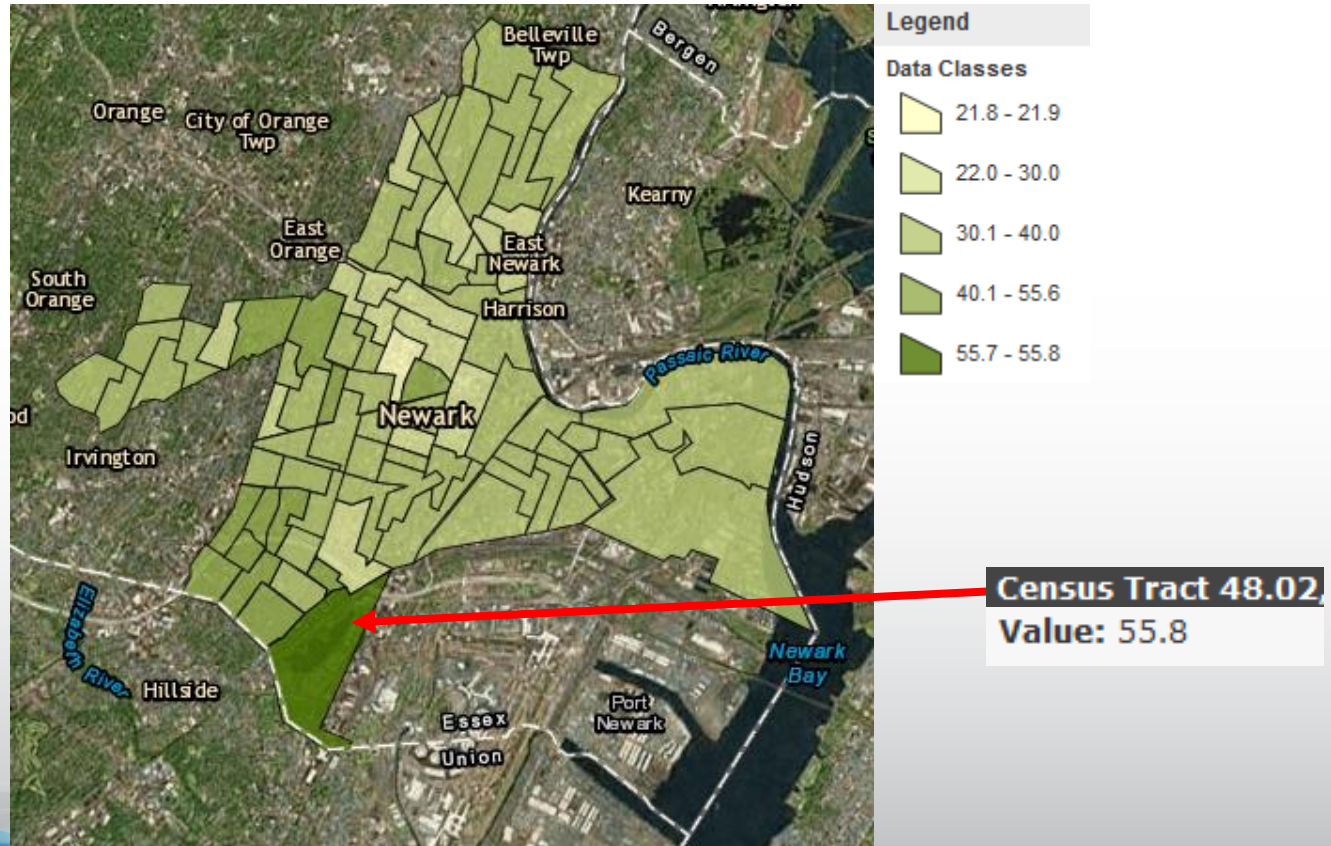 Belleville
Twp
Bergen
Orange
City of Orange
Twp
Kearny
East
Orange
East
Newark
South
Orange
Harrison
Passaic River
Newark
Irvington
Hudson
Elizabeth
River
Hillside
Newark
Bay
Port
Newark
Essex
Union
Legend
Data Classes
21.8 - 21.9
22.0 - 30.0
30.1 - 40.0
40.1 - 55.6
55.7 - 55.8
Census Tract 48.02,
Value: 55.8